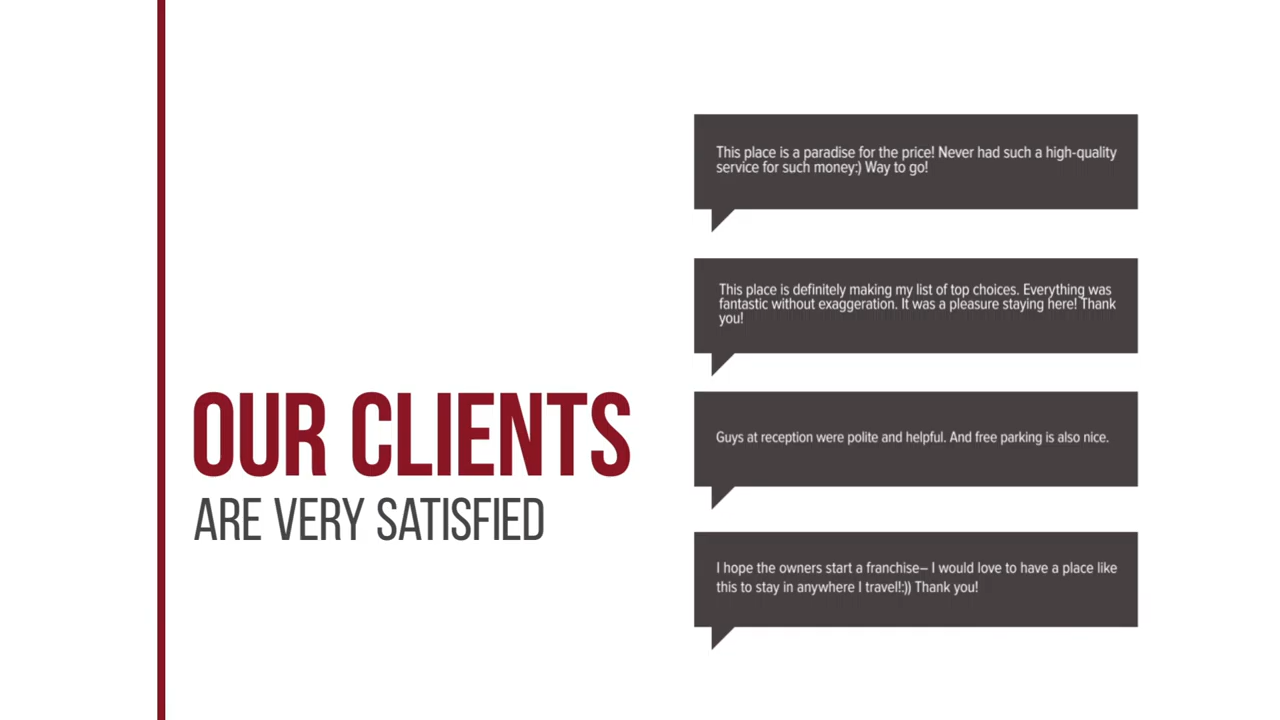 OUR CLIENTS
ARE VERY SATISFIED
This place is a paradise for the price! Never had such a high-quality
service for such money:) Way to go!
This place is definitely making my list of top choices. Everything was
fantastic without exaggeration. It was a pleasure staying here! Thank
you!
Guys at reception were polite and helpful. And free parking is also nice.
I hope the owners start a franchise– I would love to have a place like
this to stay in anywhere I travel!:)) Thank you!